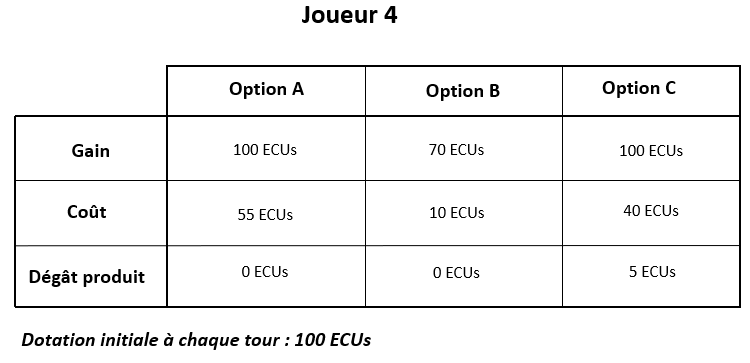 Joueur 4
Option A Option B Option C
Gain 100 ECUs 70 ECUs 100 ECUs
Coût 55 ECUs 10 ECUs 40 ECUs
Dégât produit 0 ECUs 0 ECUs 5 ECUs
Dotation initiale à chaque tour : 100 ECUs